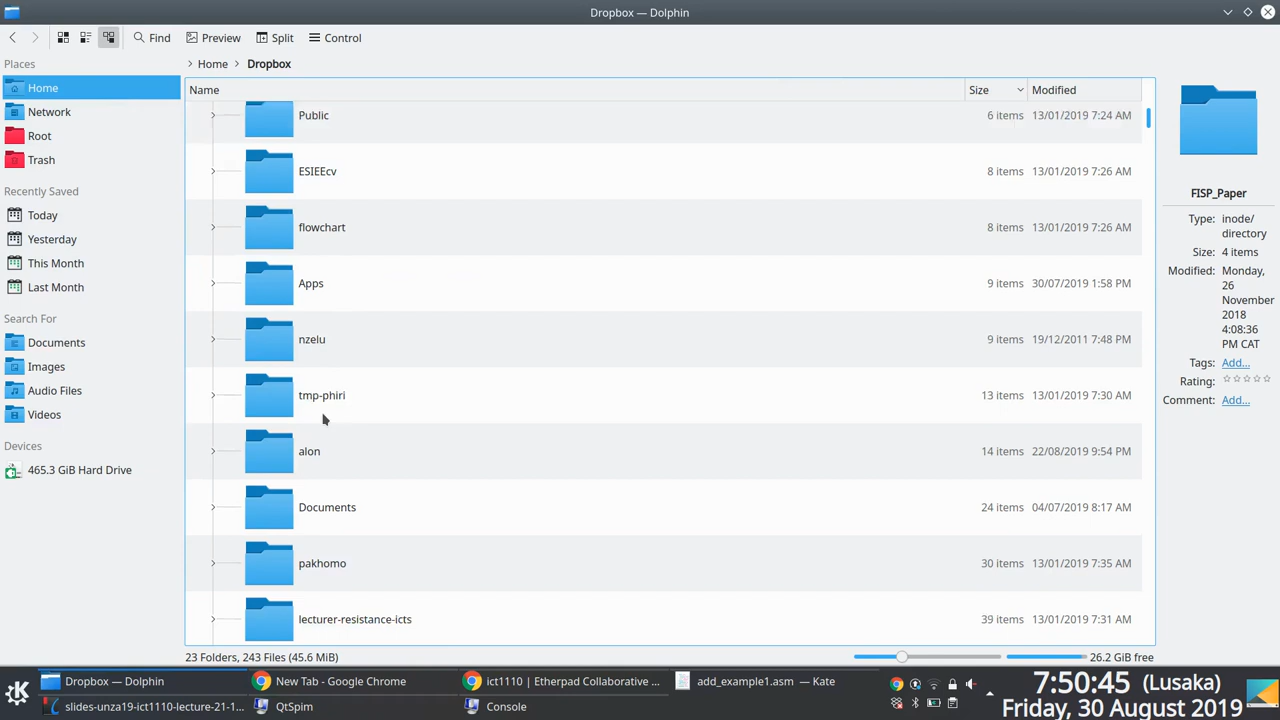 Dropbox — Dolphin
Find
Preview
Split
Control
Places
Home
Network
Root
Trash
Recently Saved
Today
Yesterday
This Month
Last Month
Search For
Documents
Images
Audio Files
Videos
Devices
465.3 GiB Hard Drive
Home
Dropbox
Name Size Modified
Public 6 items 13/01/2019 7:24 AM
ESIEEcv 8 items 13/01/2019 7:26 AM
flowchart 8 items 13/01/2019 7:26 AM
Apps 9 items 30/07/2019 1:58 PM
nzelu 9 items 19/12/2011 7:48 PM
tmp-phiri 13 items 13/01/2019 7:30 AM
alon 14 items 22/08/2019 9:54 PM
Documents 24 items 04/07/2019 8:17 AM
pakhomo 30 items 13/01/2019 7:35 AM
lecturer-resistance-icts 39 items 13/01/2019 7:31 AM
23 Folders, 243 Files (45.6 MiB)
26.2 GiB free
FISP_Paper
Type: inode/
directory
Size: 4 items
Modified: Monday,
26
November
2018
4:08:36
PM CAT
Tags: Add...
Rating:
Comment: Add...
Dropbox — Dolphin
New Tab - Google Chrome
ict1110 | Etherpad Collaborative ...
add_example1.asm — Kate
slides-unza19-ict1110-lecture-21-1...
QtSpim
Console
7:50:45 (Lusaka)
Friday, 30 August 2019